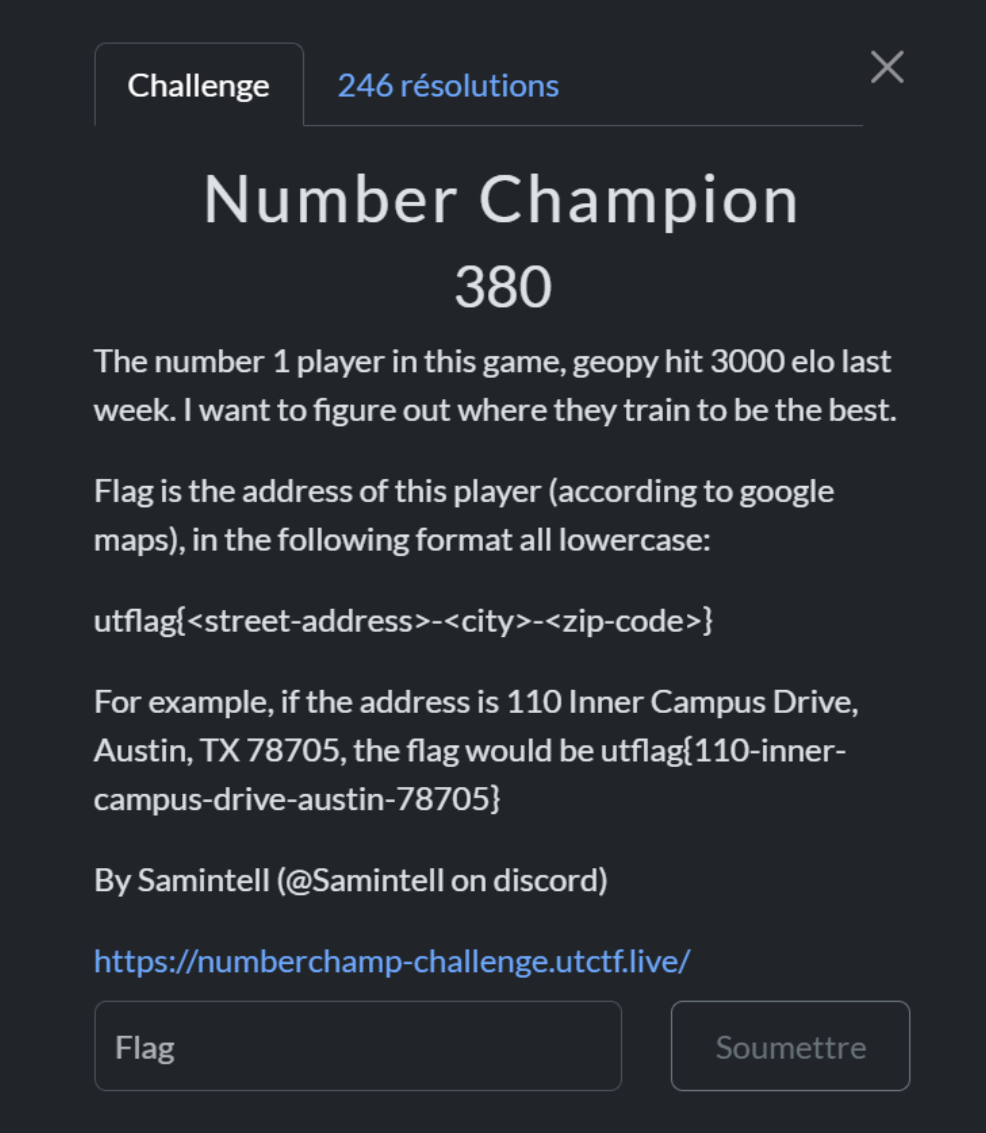 Challenge
246 résolutions
Number Champion
380
The number 1 player in this game, geopy hit 3000 elo last
week. I want to figure out where they train to be the best.
Flag is the address of this player (according to google
maps), in the following format all lowercase:
utflag{<street-address>-<city>-<zip-code>}
For example, if the address is 110 Inner Campus Drive,
Austin, TX 78705, the flag would be utflag{110-inner-
campus-drive-austin-78705}
By Samintell (@Samintell on discord)
https://numberchamp-challenge.utctf.live/
Flag
Soumettre